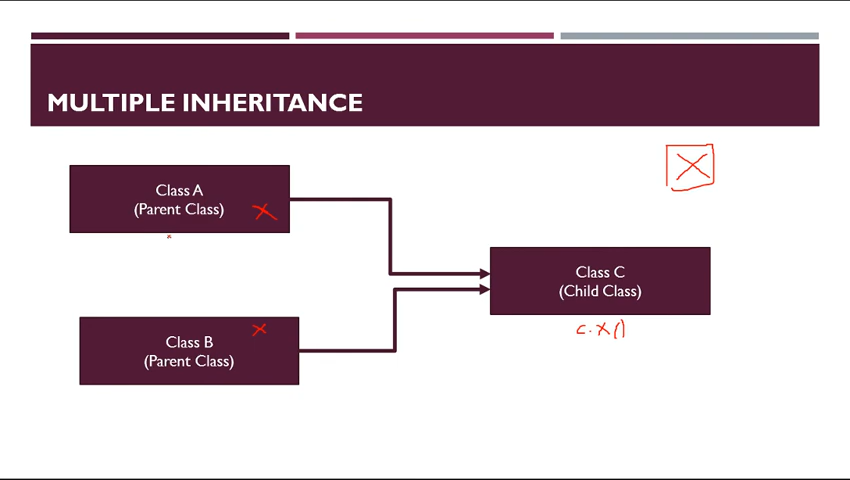 MULTIPLE INHERITANCE
Class A
(Parent Class)
X
X
Class C
(Child Class)
c.x()
Class B
(Parent Class)
X